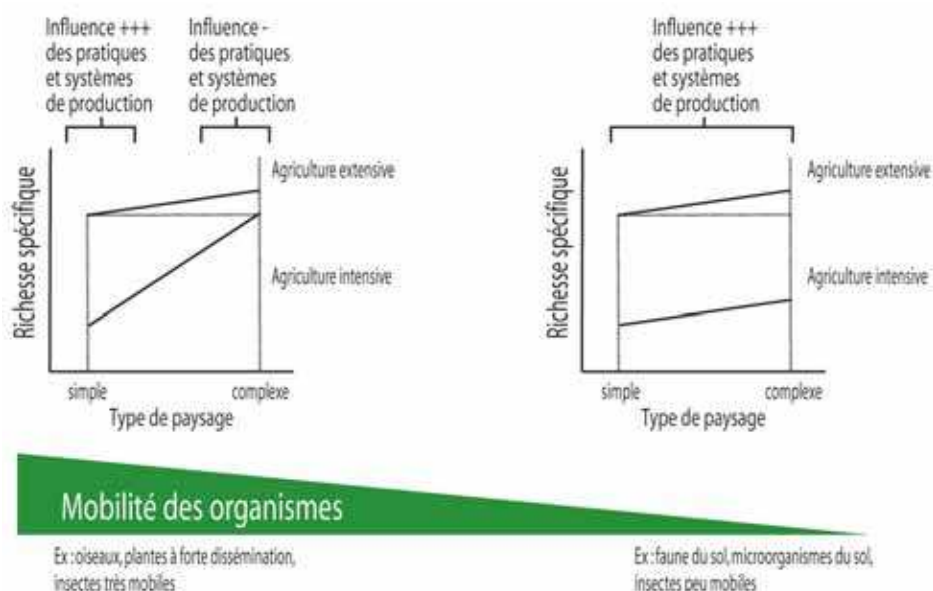 Influence +++
des pratiques
et systèmes
de production
Influence -
des pratiques
et systèmes
de production
Richesse spécifique
Agriculture extensive
Agriculture intensive
simple
complexe
Type de paysage
Influence +++
des pratiques
et systèmes
de production
Richesse spécifique
Agriculture extensive
Agriculture intensive
simple
complexe
Type de paysage
Mobilité des organismes
Ex : oiseaux, plantes à forte dissémination,
insectes très mobiles
Ex : faune du sol, microorganismes du sol,
insectes peu mobiles